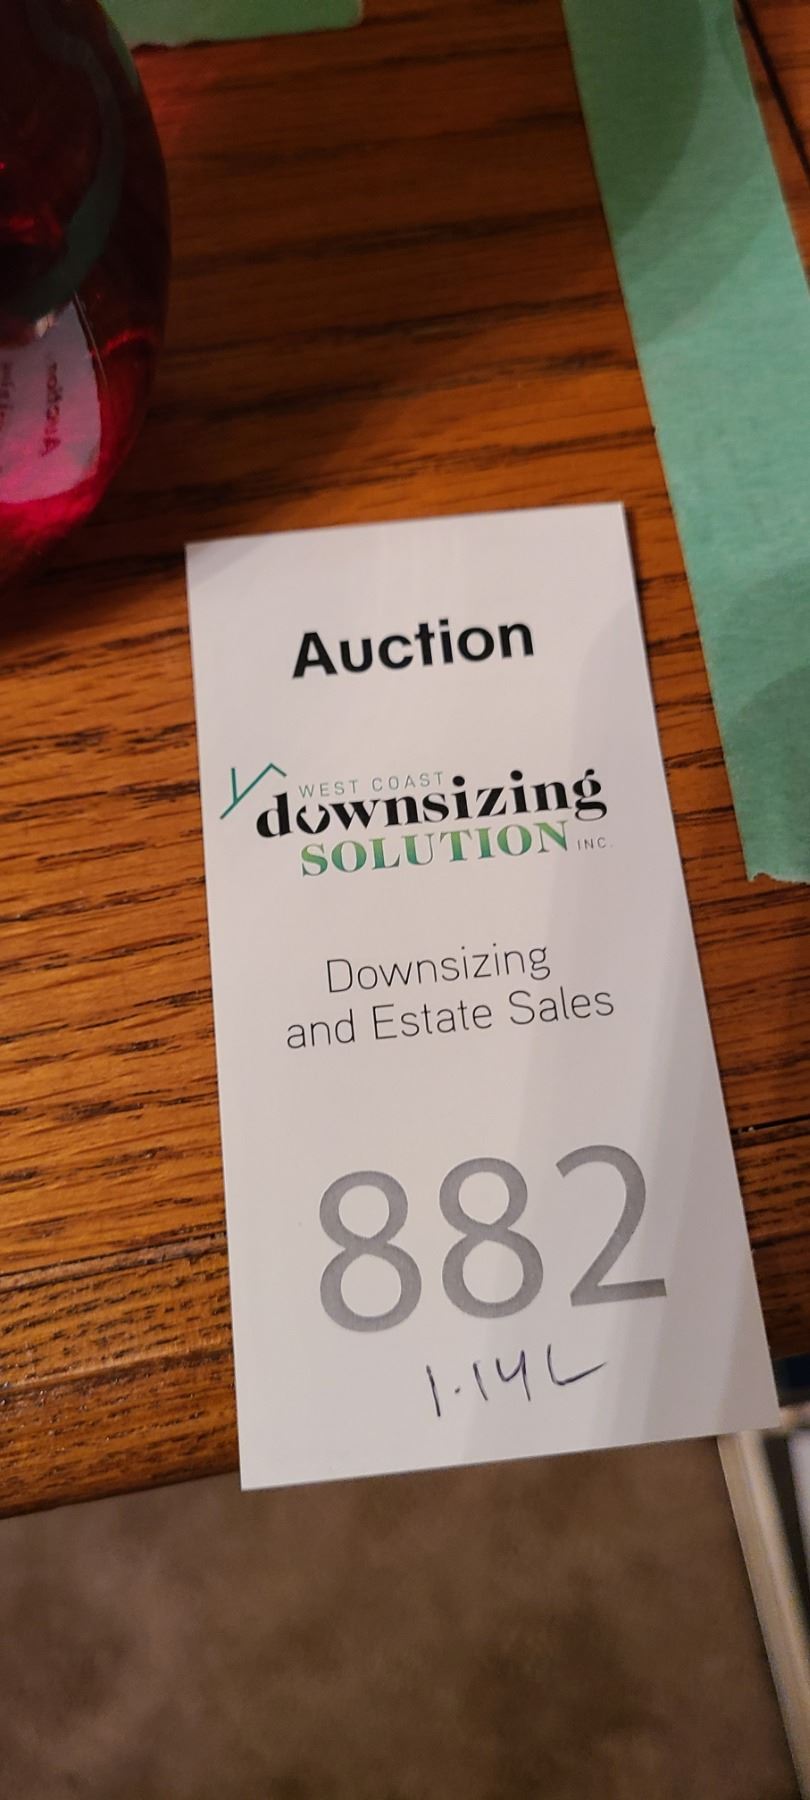 Auction
WEST COAST
downsizing
SOLUTION INC.
Downsizing
and Estate Sales
882
1.14L